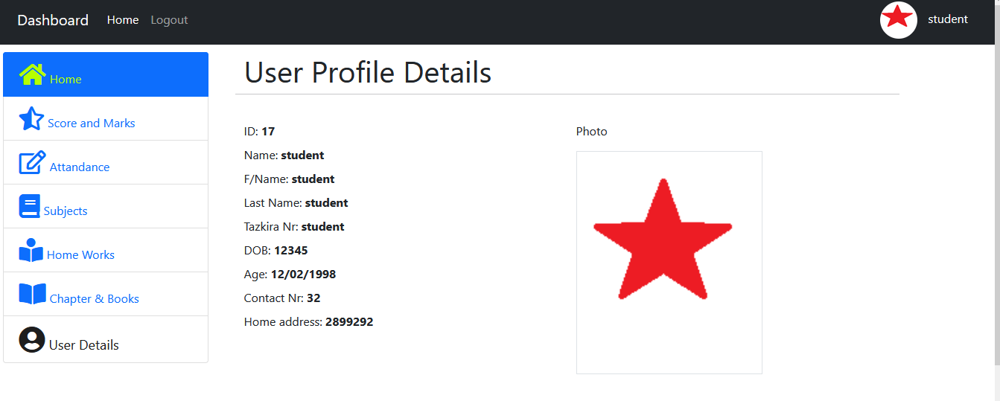 Dashboard Home Logout student
Home
Score and Marks
Attandance
Subjects
Home Works
Chapter & Books
User Details
User Profile Details
ID: 17
Name: student
F/Name: student
Last Name: student
Tazkira Nr: student
DOB: 12345
Age: 12/02/1998
Contact Nr: 32
Home address: 2899292
Photo